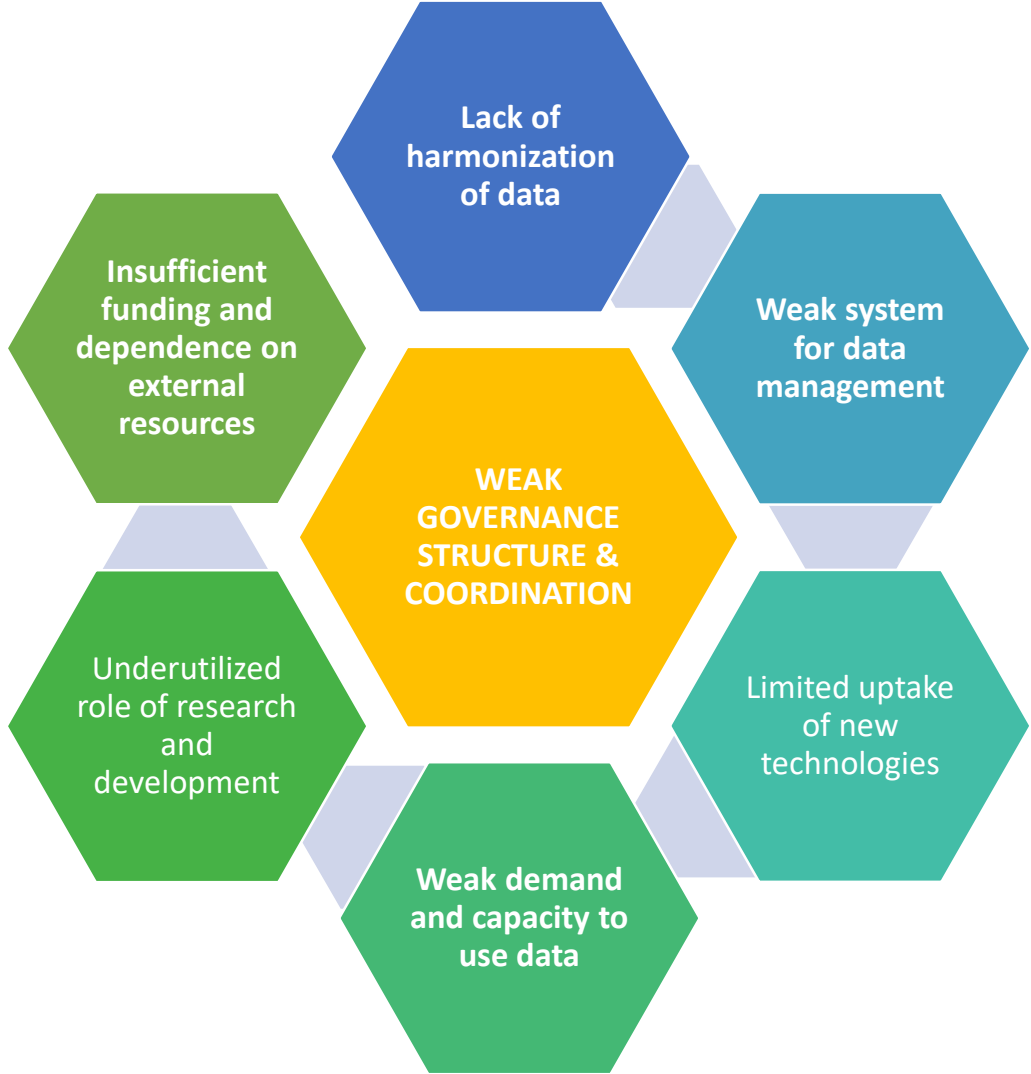 Lack of
harmonization
of data
Weak system
for data
management
Limited uptake
of new
technologies
Weak demand
and capacity to
use data
Underutilized
role of research
and
development
Insufficient
funding and
dependence on
external
resources
WEAK
GOVERNANCE
STRUCTURE &
COORDINATION